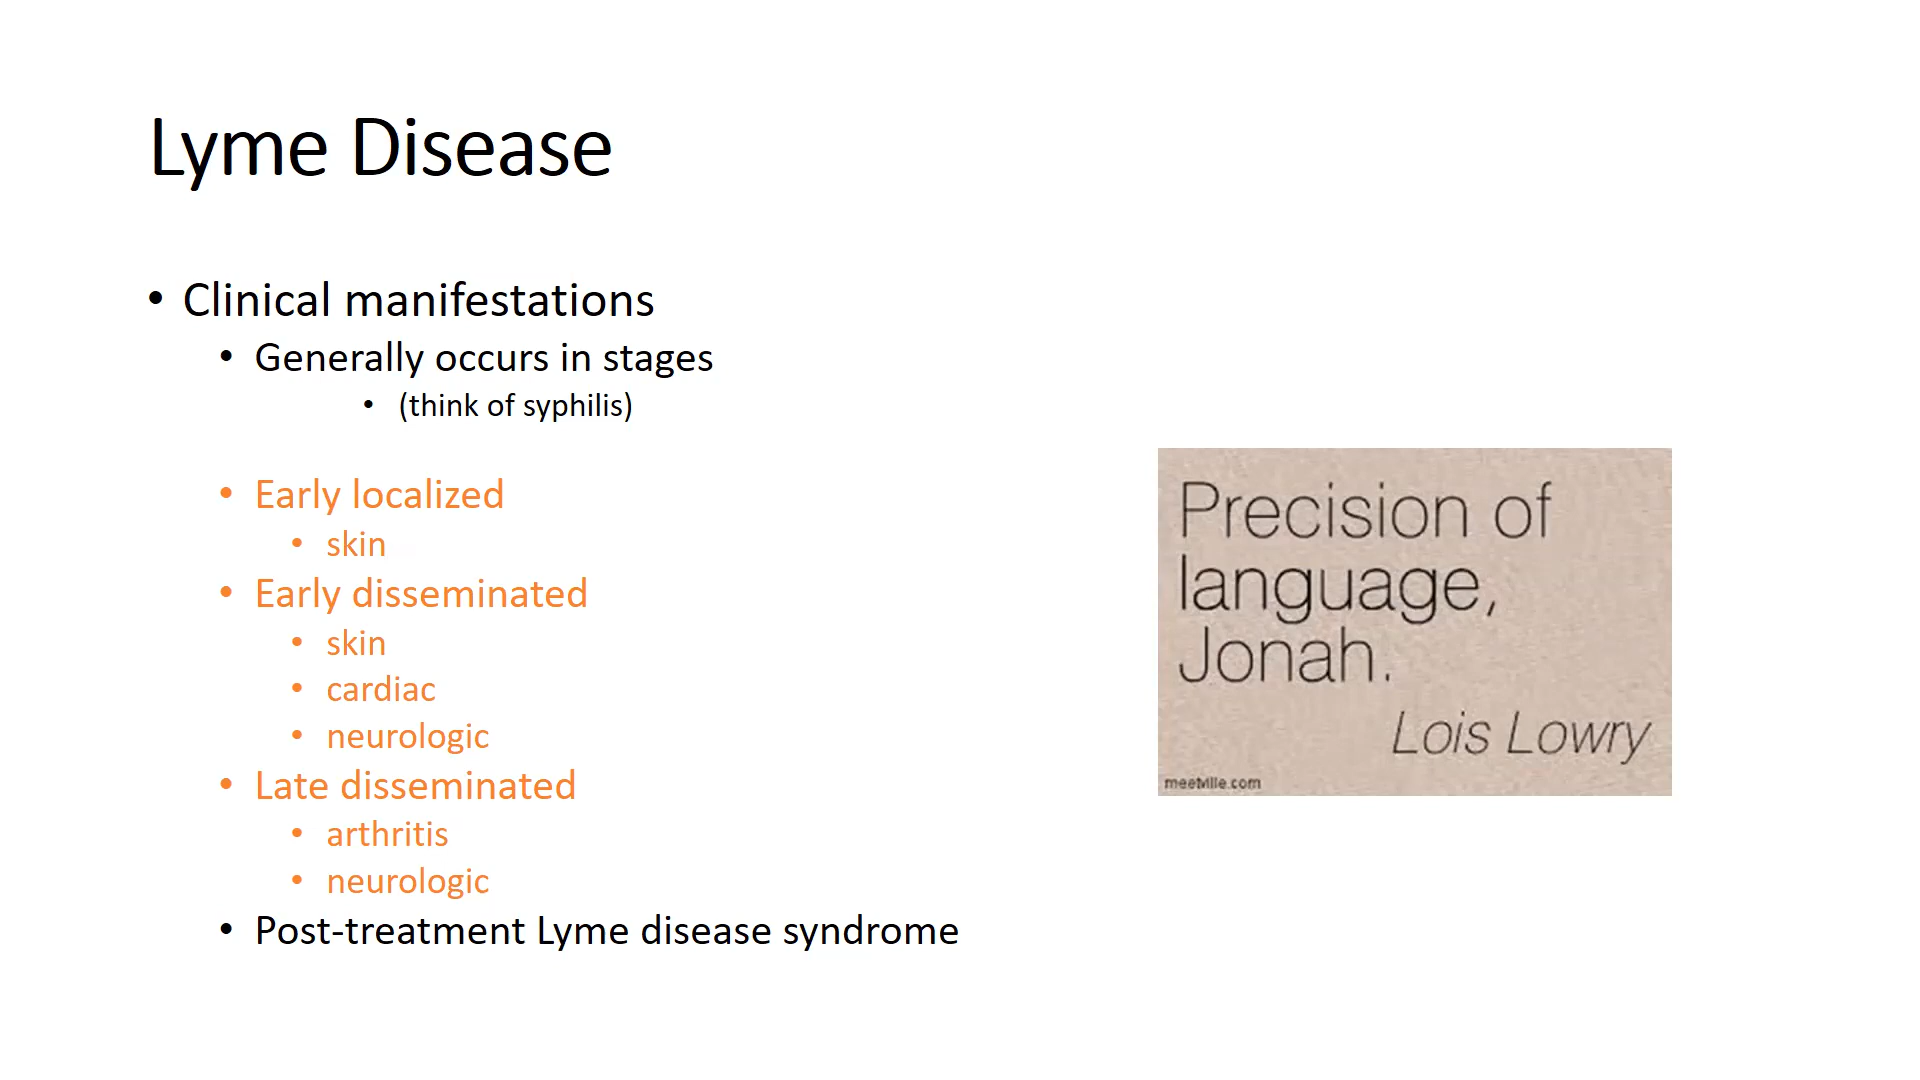 Lyme Disease
• Clinical manifestations
• Generally occurs in stages
• (think of syphilis)
• Early localized
• skin
• Early disseminated
• skin
• cardiac
• neurologic
• Late disseminated
• arthritis
• neurologic
• Post-treatment Lyme disease syndrome
Precision of
language,
Jonah.
Lois Lowry
meetville.com